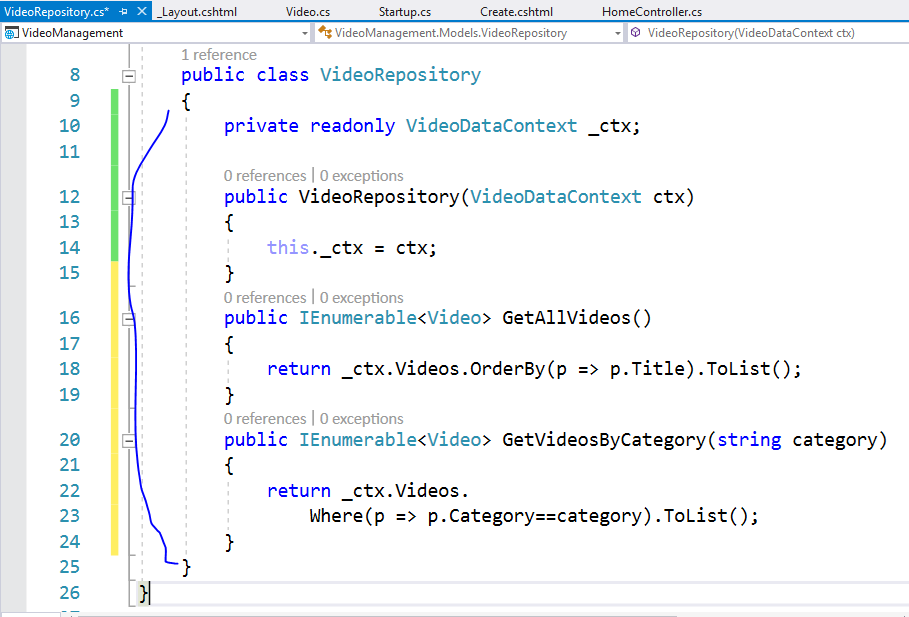 VideoRepository.cs* _Layout.cshtml Video.cs Startup.cs Create.cshtml HomeController.cs
VideoManagement VideoManagement.Models.VideoRepository VideoRepository(VideoDataContext ctx)
1 reference
8 public class VideoRepository
9 {
10 private readonly VideoDataContext _ctx;
11
0 references | 0 exceptions
12 public VideoRepository(VideoDataContext ctx)
13 {
14 this._ctx = ctx;
15 }
0 references | 0 exceptions
16 public IEnumerable<Video> GetAllVideos()
17 {
18 return _ctx.Videos.OrderBy(p => p.Title).ToList();
19 }
0 references | 0 exceptions
20 public IEnumerable<Video> GetVideosByCategory(string category)
21 {
22 return _ctx.Videos.
23 Where(p => p.Category==category).ToList();
24 }
25 }
26 }